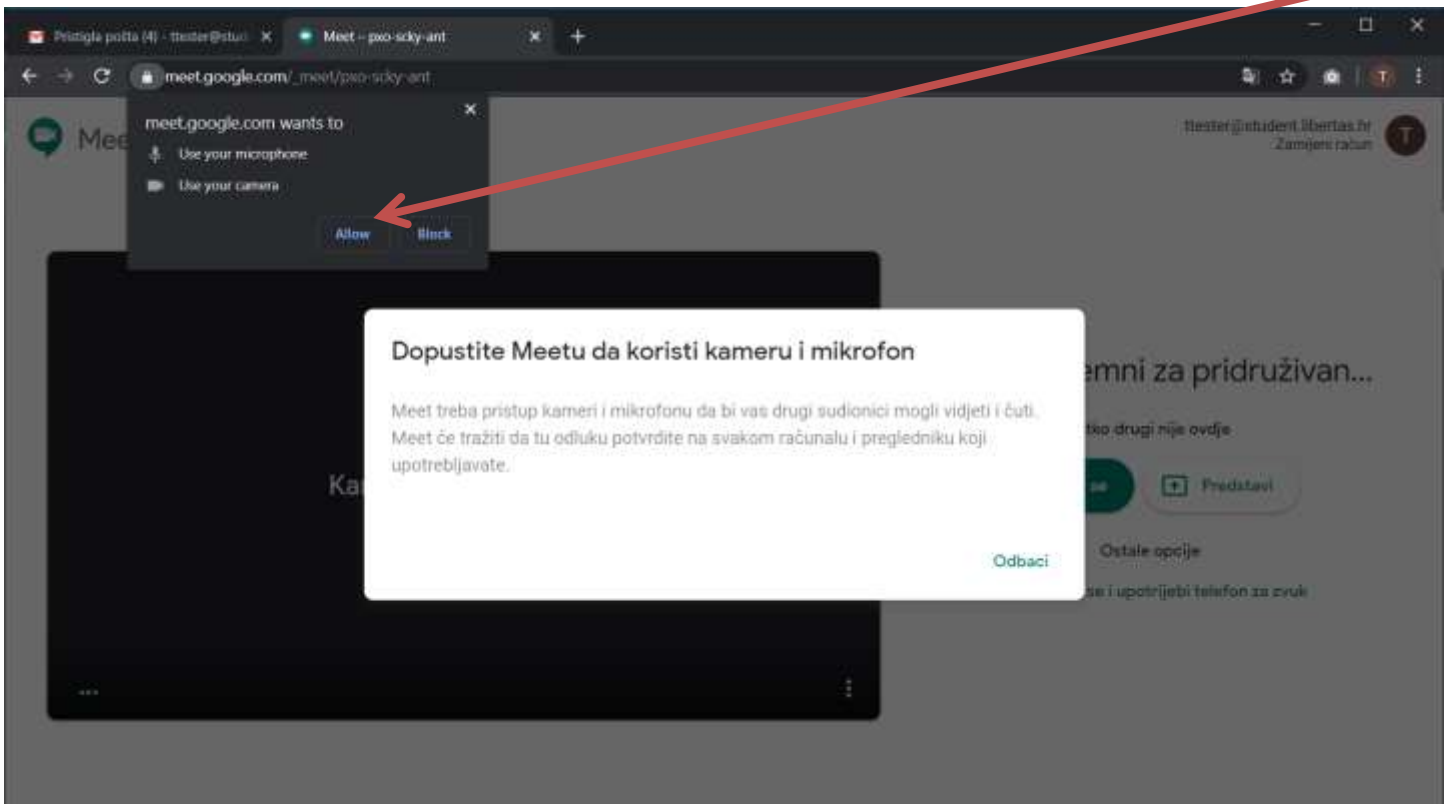 Pristigla pošta (4) - ttester@stud
Meet – pxo-scky-ant
meet.google.com/_meet/pxo-scky-ant
T
meet.google.com wants to
Use your microphone
Use your camera
Allow
Block
Mee
ttester@student.libertas.hr
Zamijeni račun
T
Dopustite Meetu da koristi kameru i mikrofon
Meet treba pristup kameri i mikrofonu da bi vas drugi sudionici mogli vidjeti i čuti.
Meet će tražiti da tu odluku potvrdite na svakom računalu i pregledniku koji
upotrebljavate.
Odbaci
Ka
emni za pridruživan...
tko drugi nije ovdje
se
Predstavi
Ostale opcije
se i upotrijebi telefon za zvuk